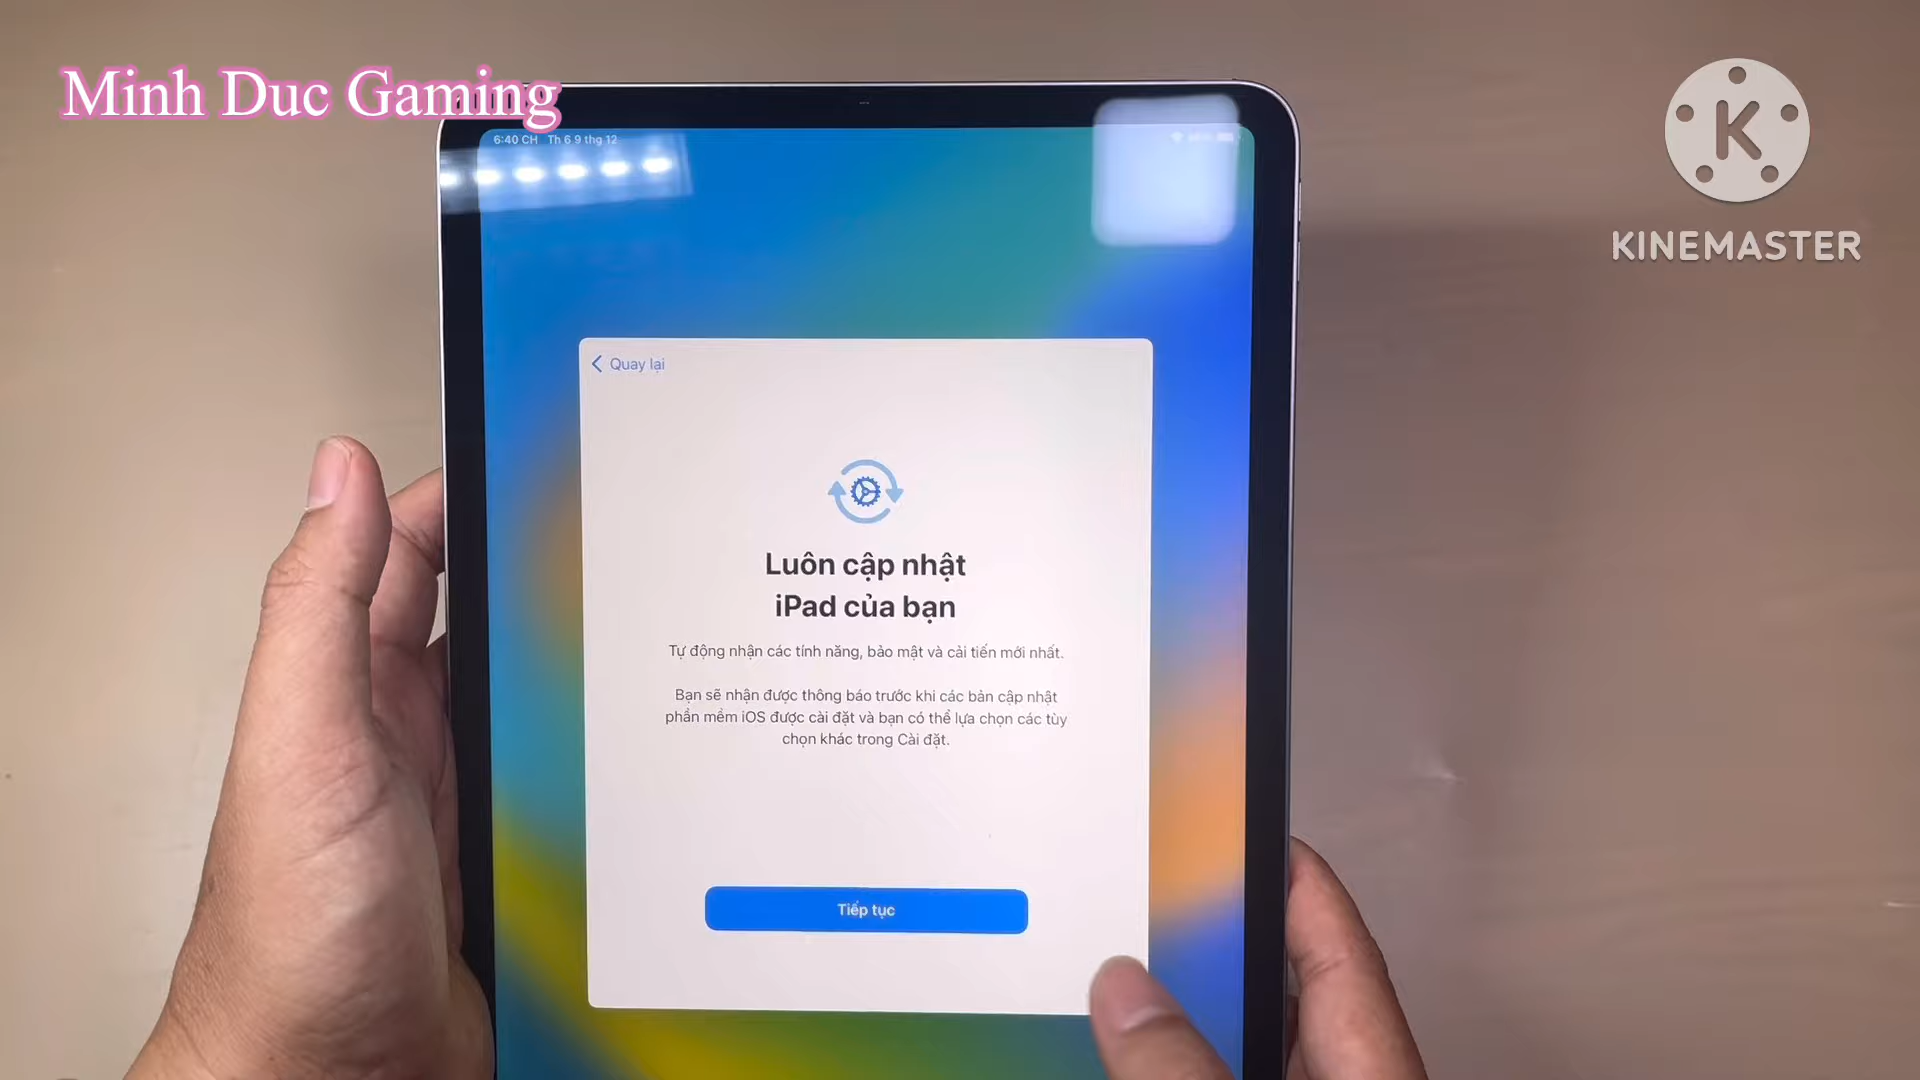 Minh Duc Gaming
K
KINEMASTER
6:40 CH Th 6 9 thg 12
Quay lại
Luôn cập nhật
iPad của bạn
Tự động nhận các tính năng, bảo mật và cải tiến mới nhất.
Bạn sẽ nhận được thông báo trước khi các bản cập nhật
phần mềm iOS được cài đặt và bạn có thể lựa chọn các tùy
chọn khác trong Cài đặt.
Tiếp tục